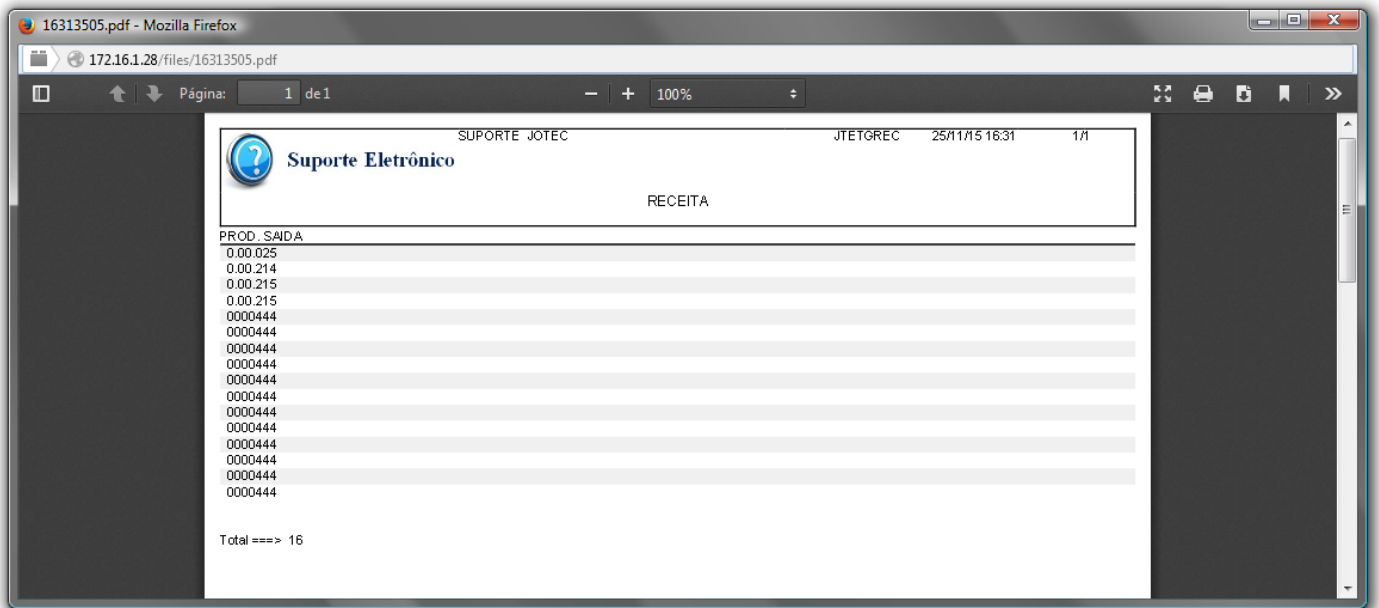 16313505.pdf - Mozilla Firefox
172.16.1.28/files/16313505.pdf
Página: 1 de 1 100%
SUPORTE JOTEC JTETGREC 25/11/15 16:31 1/1
Suporte Eletrônico
RECEITA
PROD. SAIDA
0.00.025
0.00.214
0.00.215
0.00.215
0000444
0000444
0000444
0000444
0000444
0000444
0000444
0000444
0000444
0000444
0000444
0000444
Total ===> 16